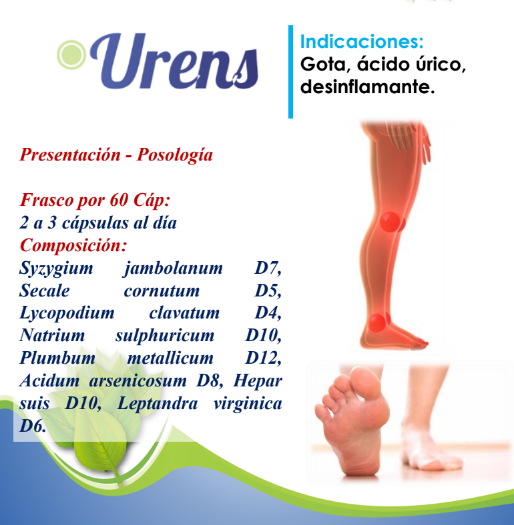 Urens
Indicaciones:
Gota, ácido úrico,
desinflamante.
Presentación - Posología
Frasco por 60 Cáp:
2 a 3 cápsulas al día
Composición:
Syzygium jambolanum D7,
Secale cornutum D5,
Lycopodium clavatum D4,
Natrium sulphuricum D10,
Plumbum metallicum D12,
Acidum arsenicosum D8, Hepar
suis D10, Leptandra virginica
D6.